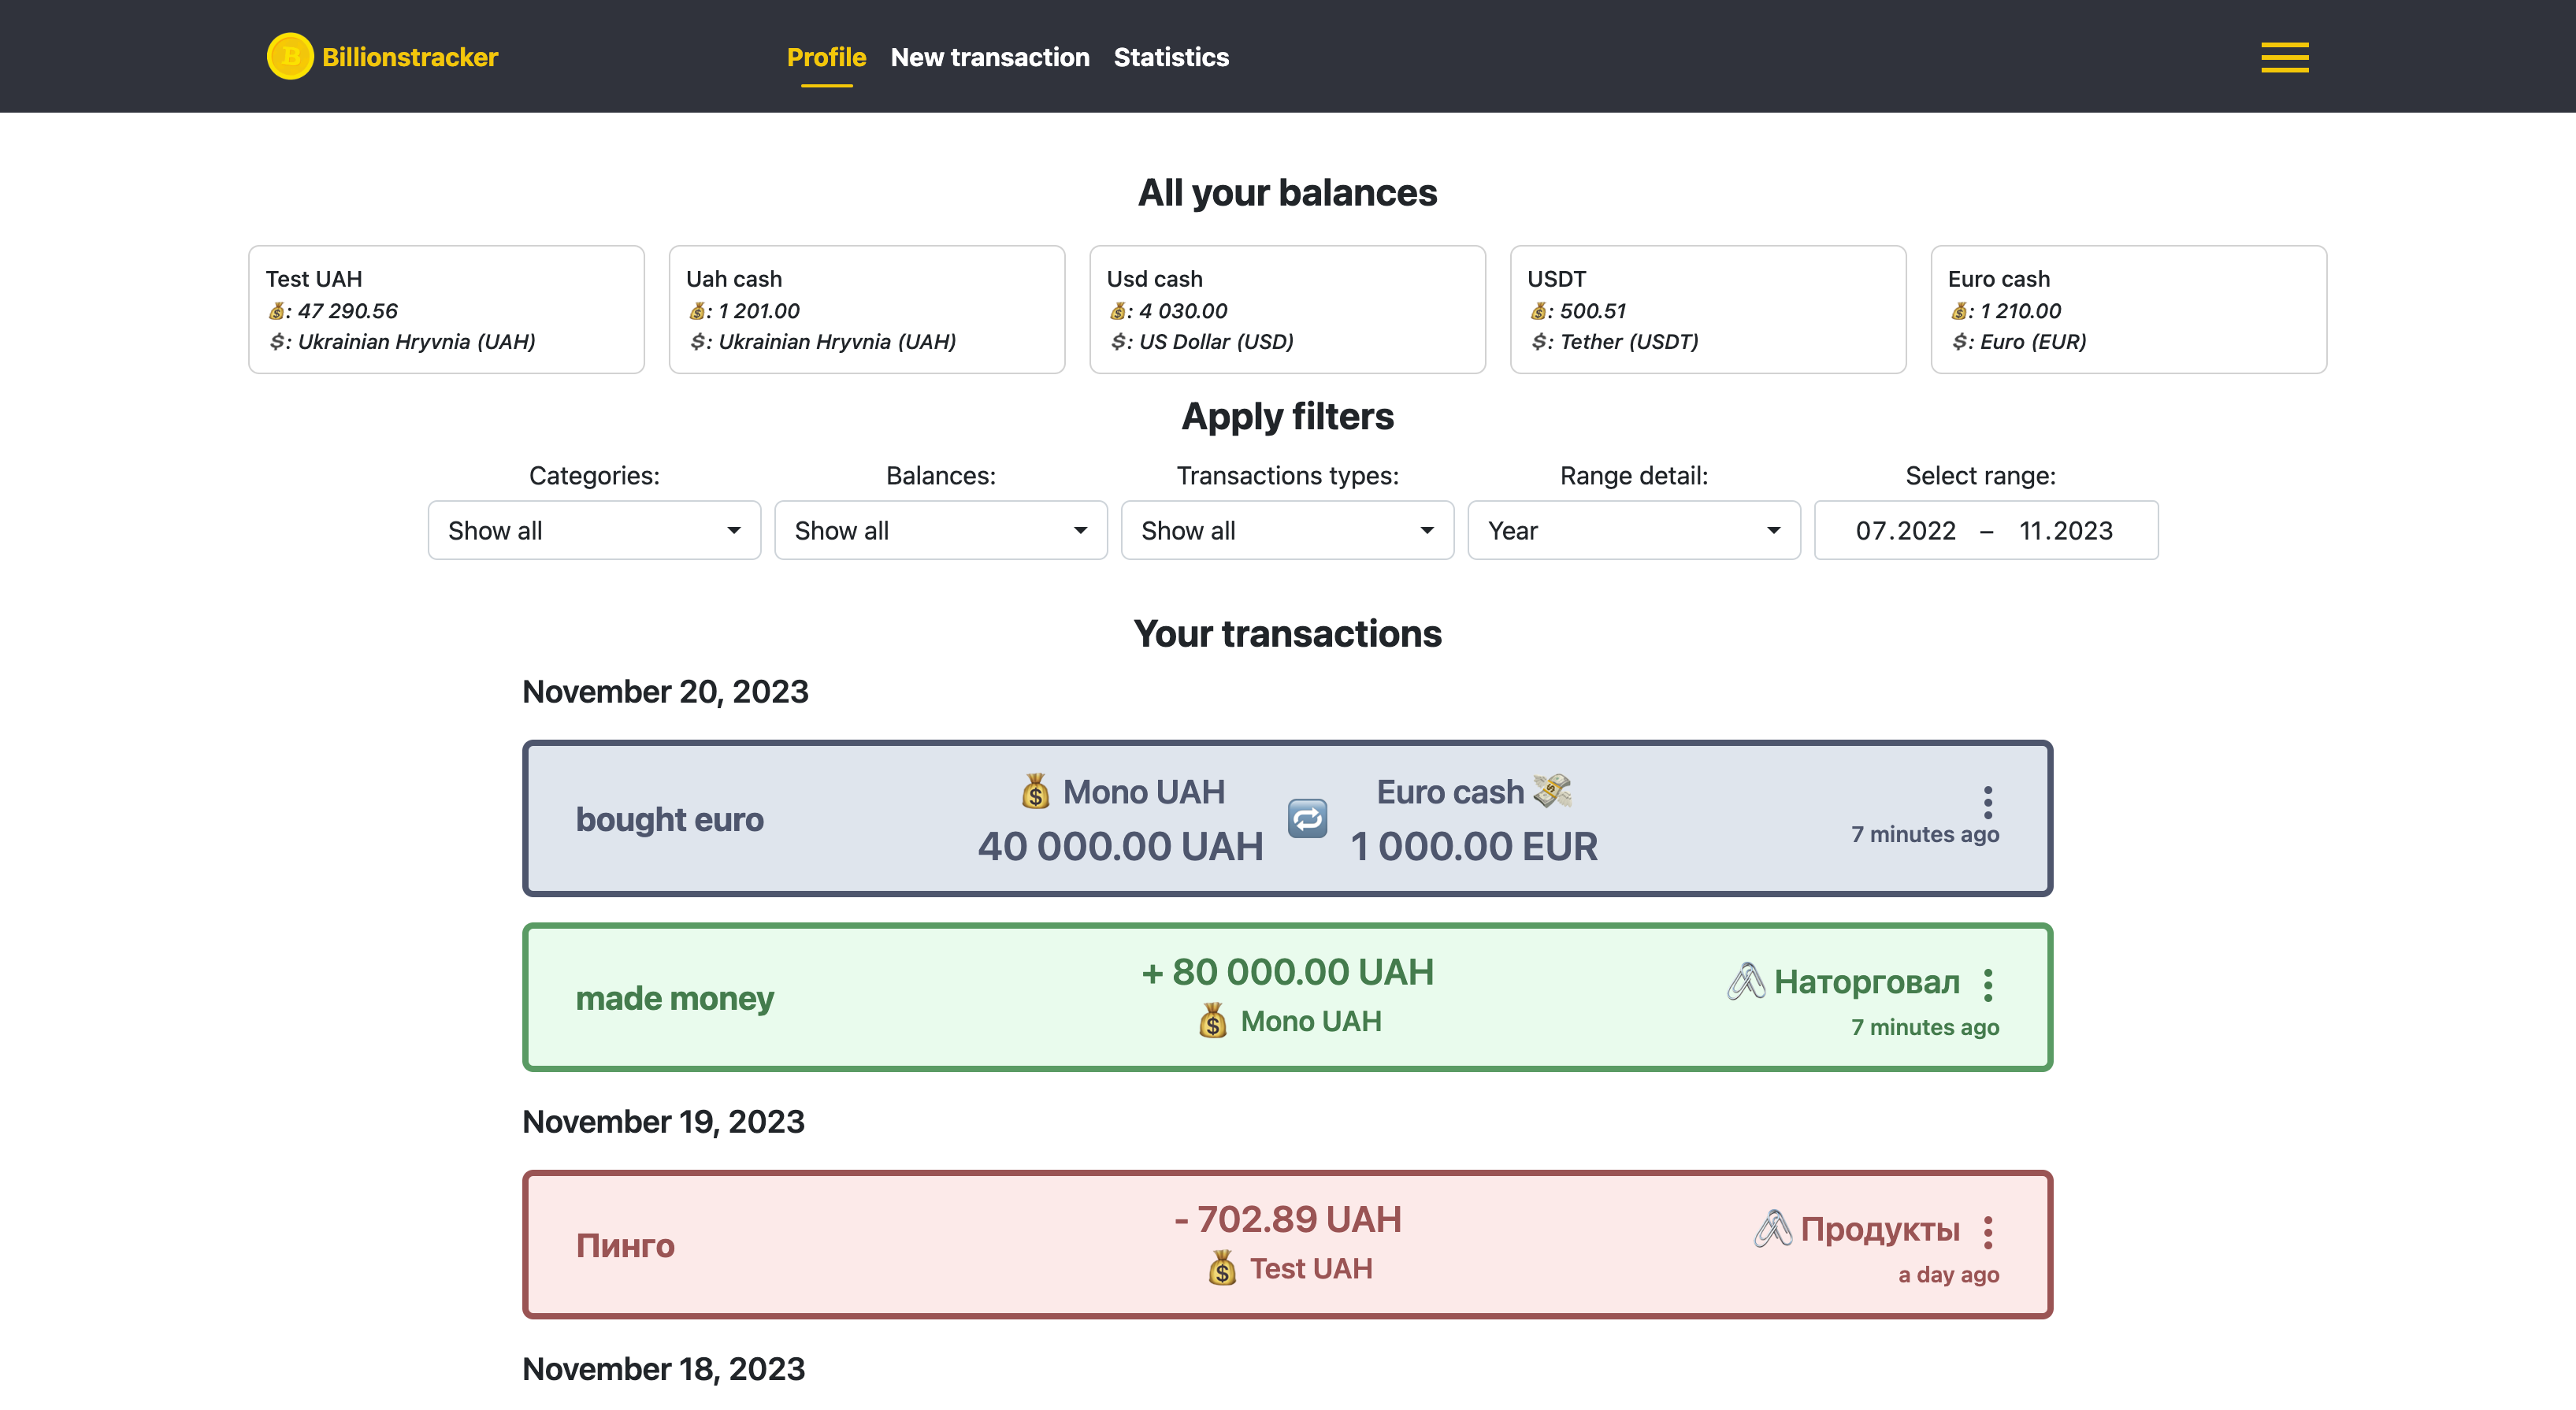 Billionstracker
Profile New transaction Statistics
All your balances
Test UAH
💰: 47 290.56
💲: Ukrainian Hryvnia (UAH)
Uah cash
💰: 1 201.00
💲: Ukrainian Hryvnia (UAH)
Usd cash
💰: 4 030.00
💲: US Dollar (USD)
USDT
💰: 500.51
💲: Tether (USDT)
Euro cash
💰: 1 210.00
💲: Euro (EUR)
Apply filters
Categories:
Show all
Balances:
Show all
Transactions types:
Show all
Range detail:
Year
Select range:
07.2022 – 11.2023
Your transactions
November 20, 2023
bought euro
💰 Mono UAH
40 000.00 UAH
🔁
Euro cash 💸
1 000.00 EUR
7 minutes ago
made money
+ 80 000.00 UAH
💰 Mono UAH
🖇 Наторговал
7 minutes ago
November 19, 2023
Пинго
- 702.89 UAH
💰 Test UAH
🖇 Продукты
a day ago
November 18, 2023